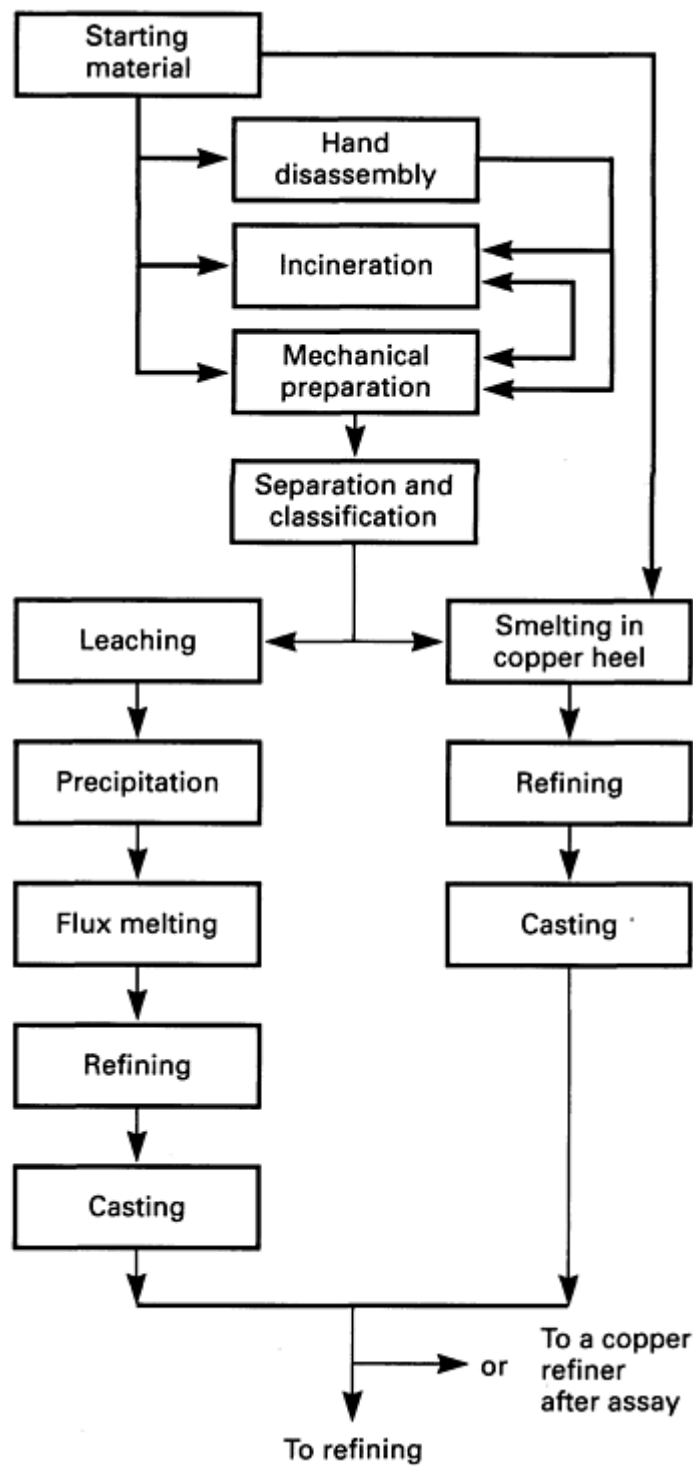 Starting
material
Hand
disassembly
Incineration
Mechanical
preparation
Separation and
classification
Leaching
Smelting in
copper heel
Precipitation
Refining
Flux melting
Casting
Refining
Casting
or
To a copper
refiner
after assay
To refining